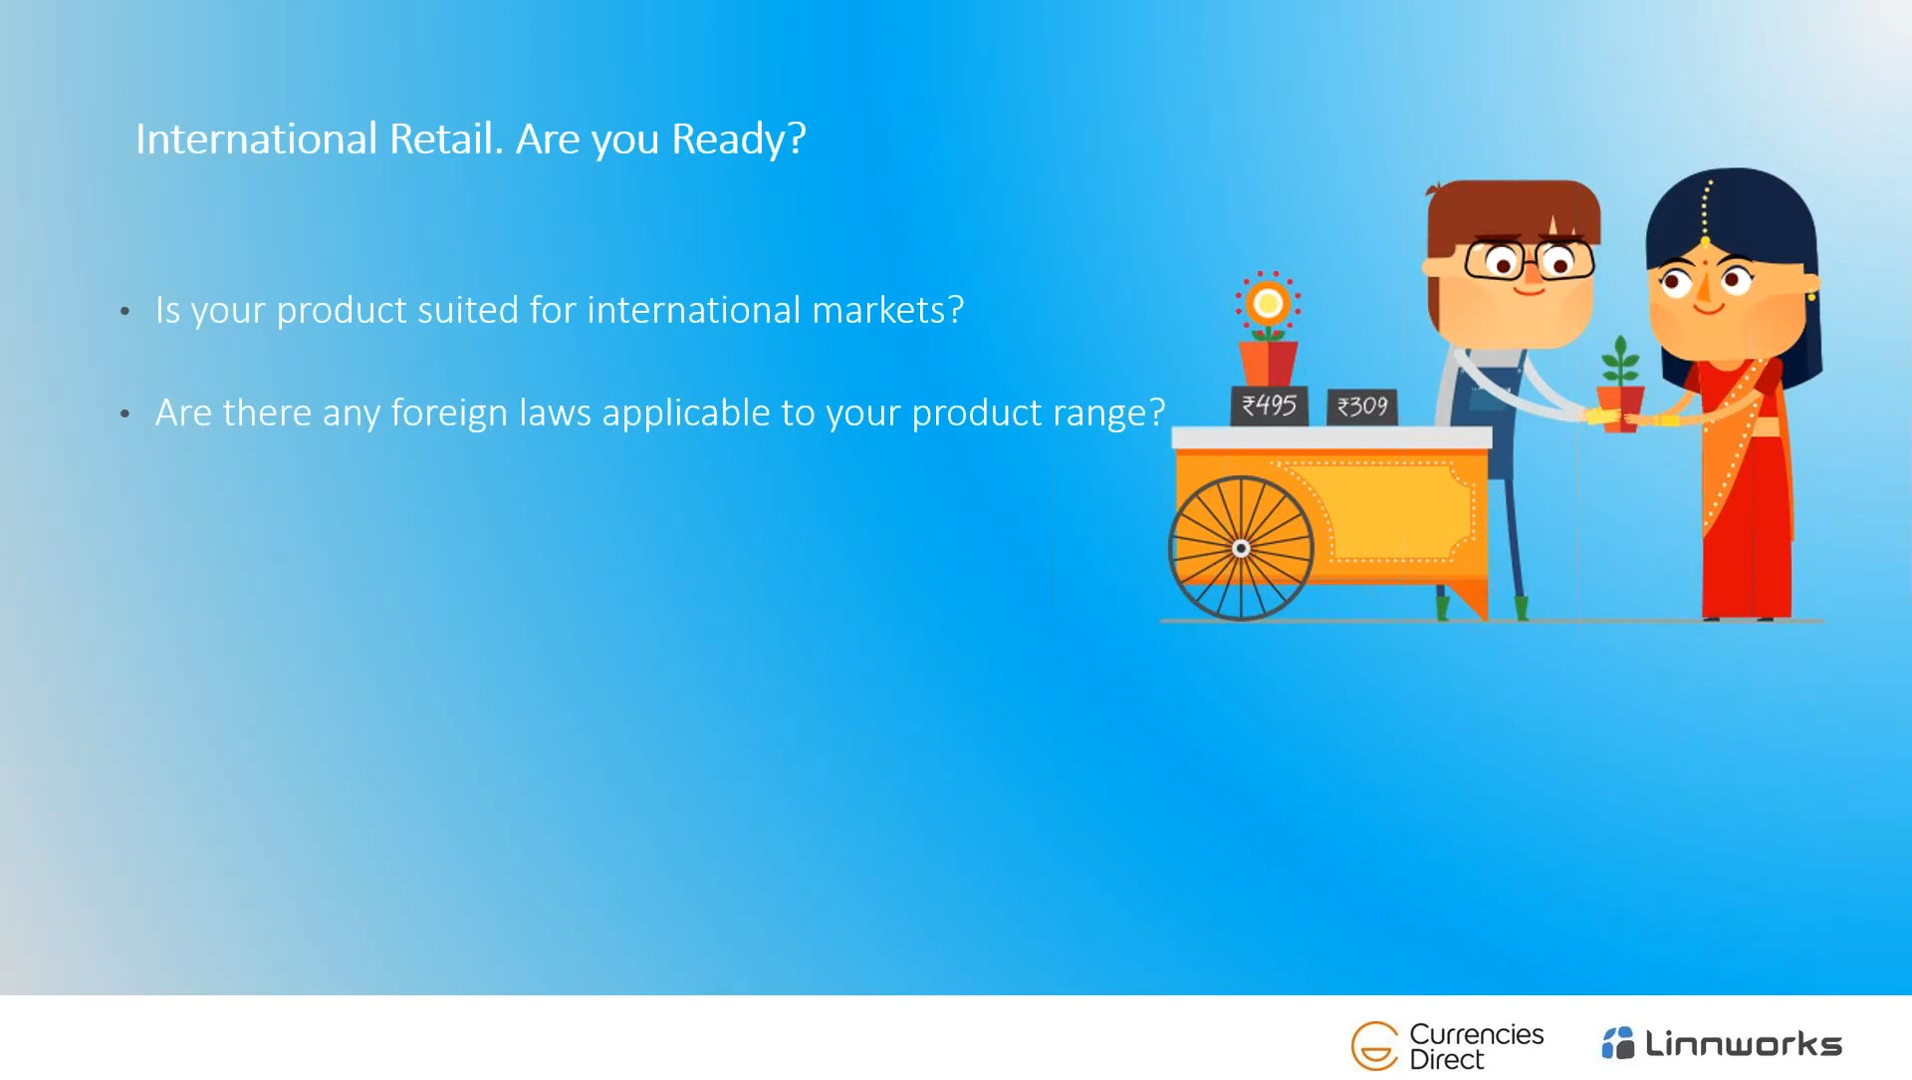 International Retail. Are you Ready?
• Is your product suited for international markets?
• Are there any foreign laws applicable to your product range?
₹495
₹309
Currencies
Direct
Linnworks